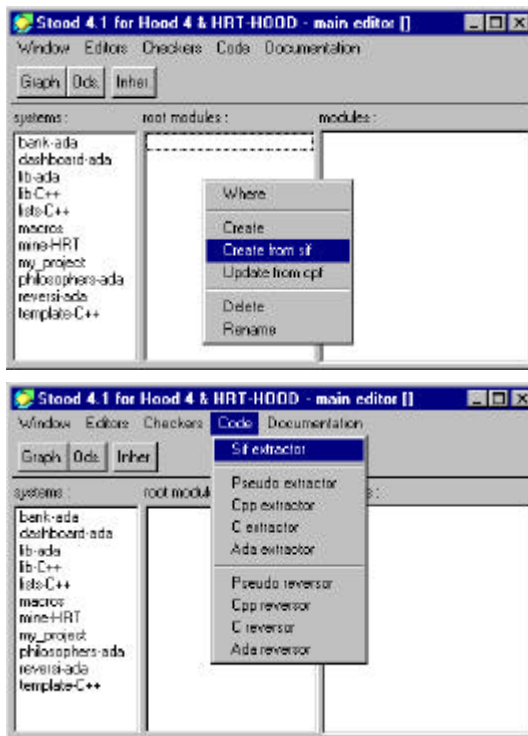 Stood 4.1 for Hood 4 & HRT-HOOD - main editor []
Window Editors Checkers Code Documentation
Graph Ods Inher.
systems : root modules : modules :
bank-ada
dashboard-ada
lib-ada
lib-C++
lists-C++
macros
mine-HRT
my_project
philosophers-ada
reversi-ada
template-C++
Where
Create
Create from sif
Update from cpf
Delete
Rename
Stood 4.1 for Hood 4 & HRT-HOOD - main editor []
Window Editors Checkers Code Documentation
Graph Ods Inher
systems : root modul s :
bank-ada
dashboard-ada
lib-ada
lib-C++
lists-C++
macros
mine-HRT
my_project
philosophers-ada
reversi-ada
template-C++
Sif extractor
Pseudo extractor
Cpp extractor
C extractor
Ada extractor
Pseudo reversor
Cpp reversor
C reversor
Ada reversor